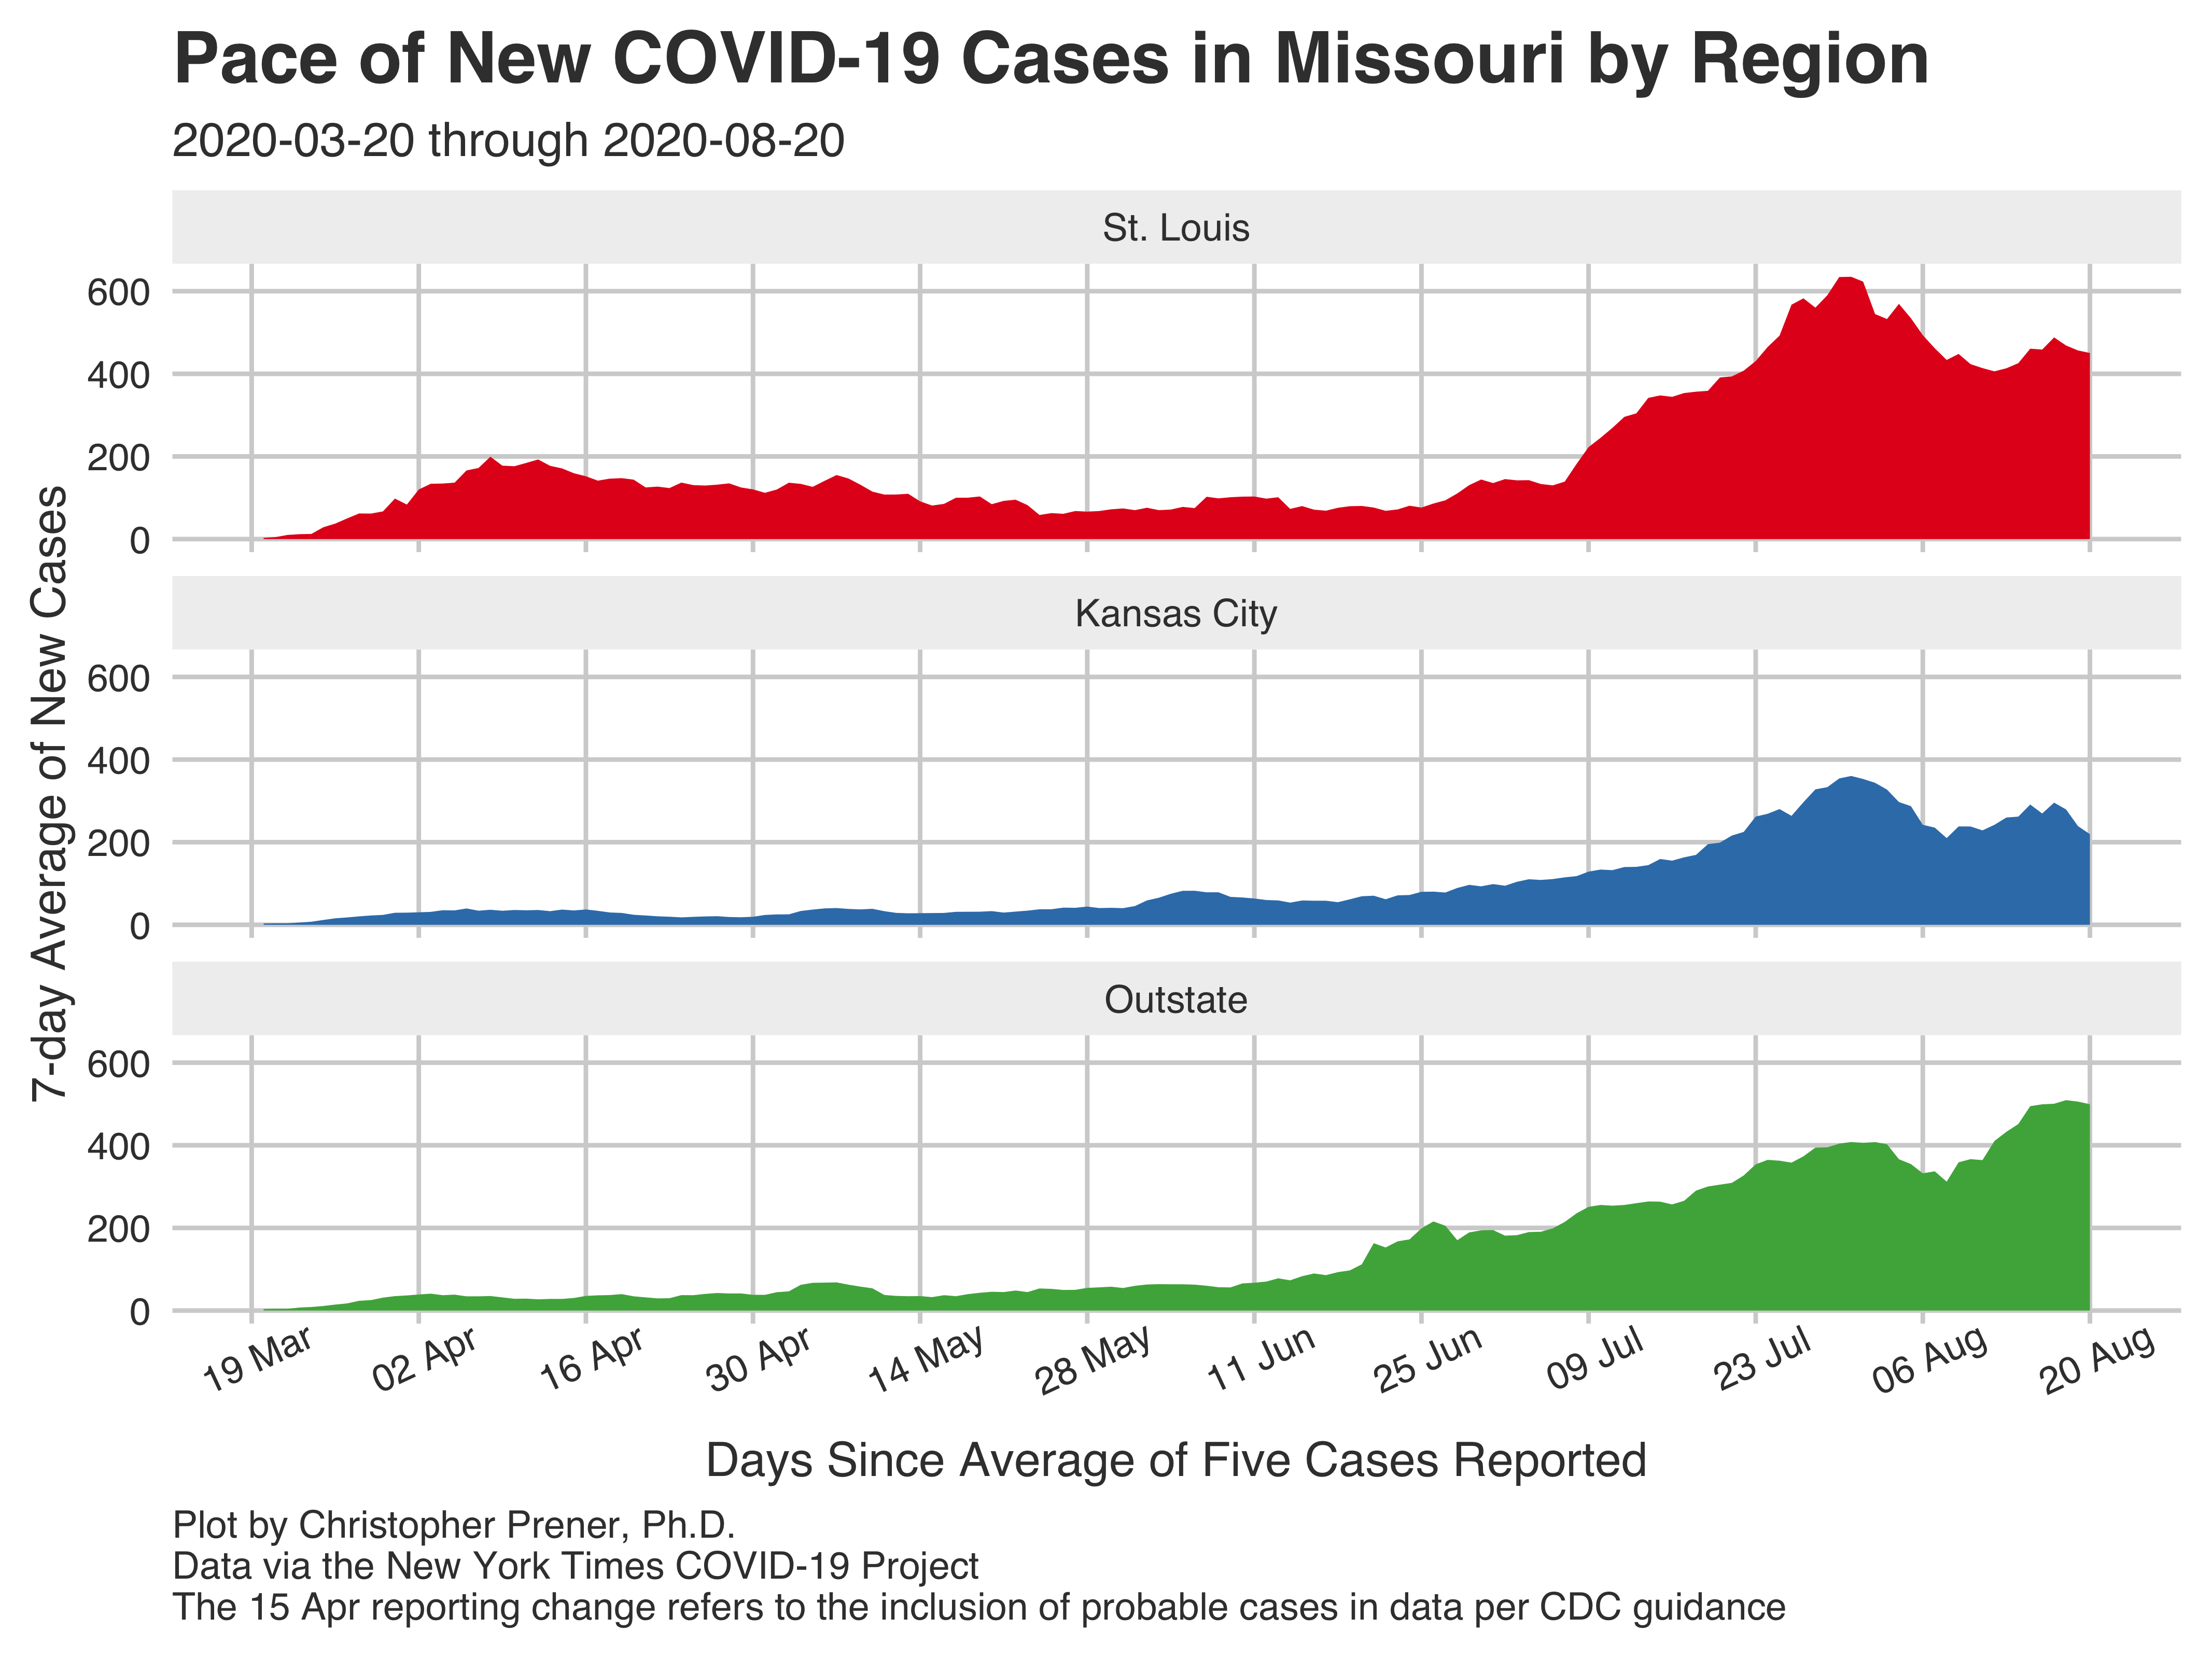 Pace of New COVID-19 Cases in Missouri by Region
2020-03-20 through 2020-08-20
7-day Average of New Cases
St. Louis
600
400
200
0
Kansas City
600
400
200
0
Outstate
600
400
200
0
19 Mar
02 Apr
16 Apr
30 Apr
14 May
28 May
11 Jun
25 Jun
09 Jul
23 Jul
06 Aug
20 Aug
Days Since Average of Five Cases Reported
Plot by Christopher Prener, Ph.D.
Data via the New York Times COVID-19 Project
The 15 Apr reporting change refers to the inclusion of probable cases in data per CDC guidance